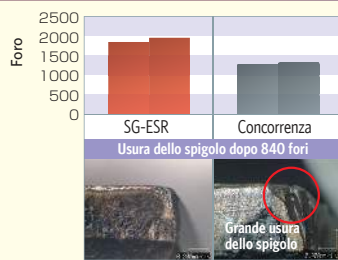 Foro
2500
2000
1500
1000
500
0
SG-ESR
Concorrenza
Usura dello spigolo dopo 840 fori
Grande usura
dello spigolo